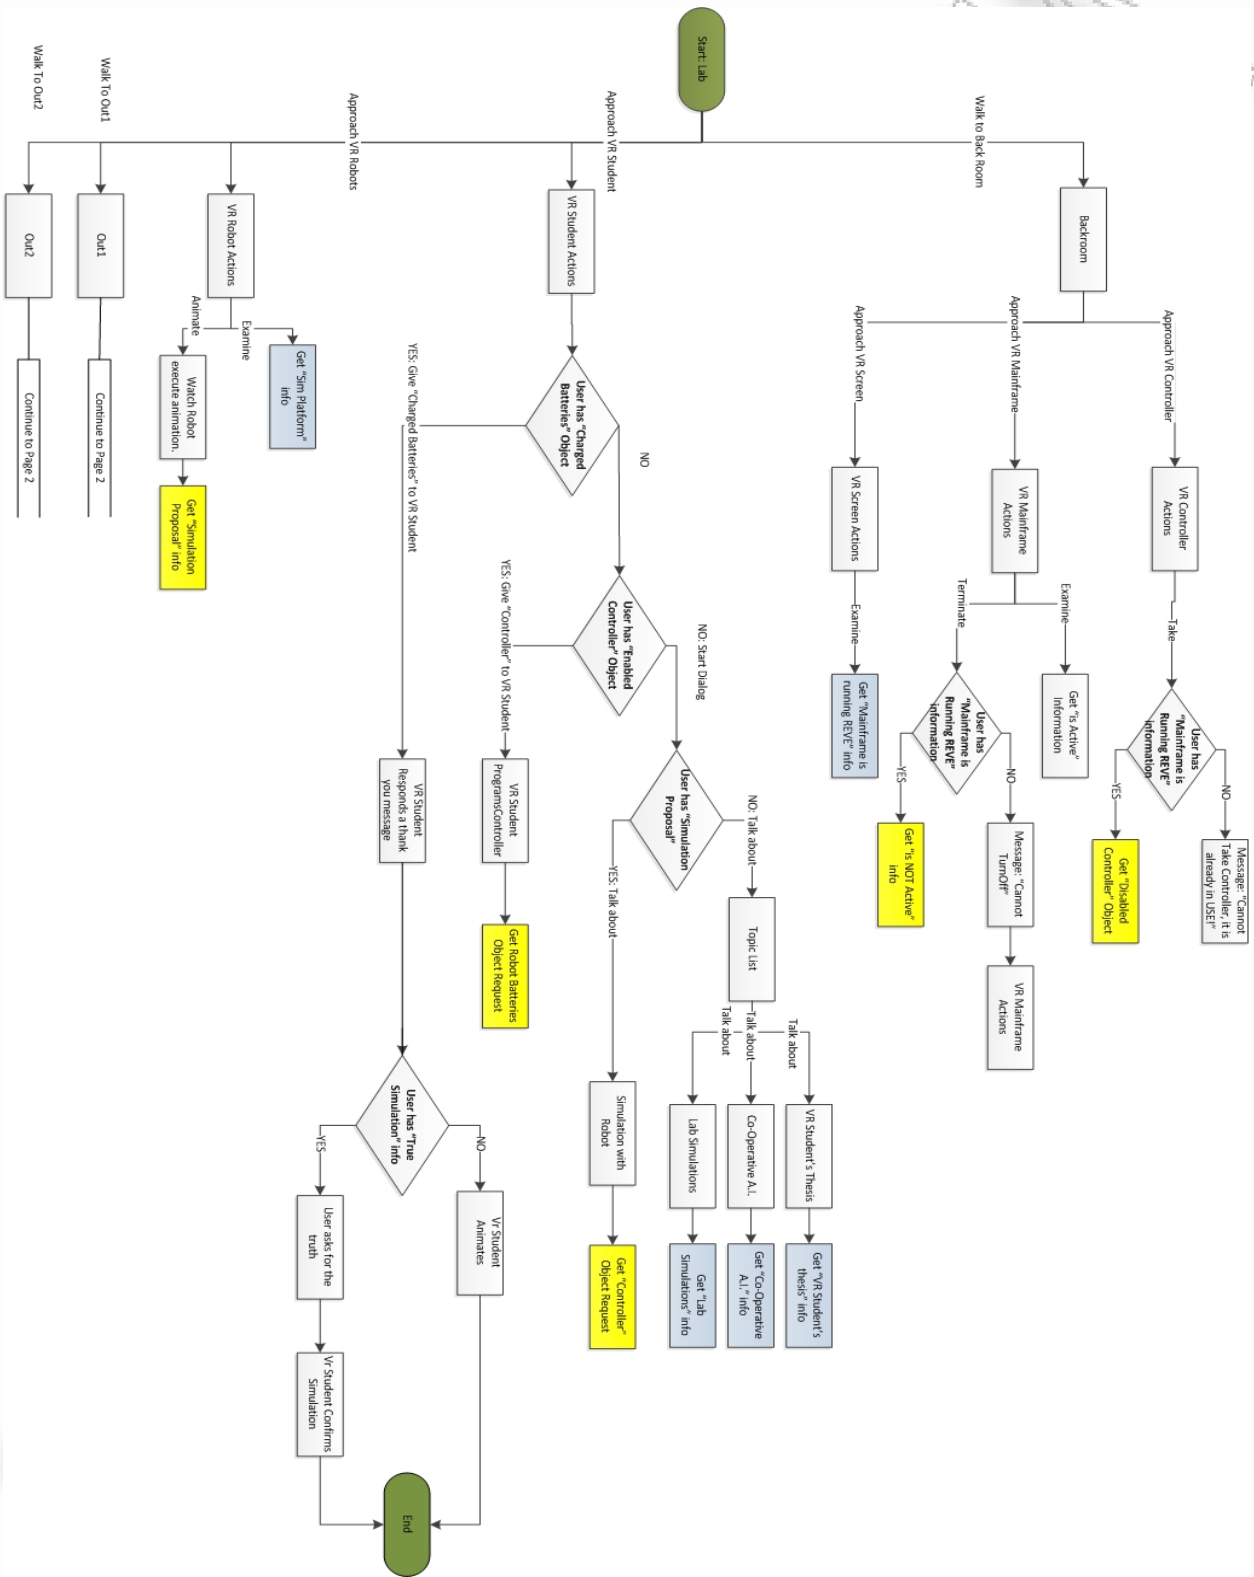 Start: Lab
Walk to Back Room
Approach VR Student
Approach VR Robots
Walk To Out1
Walk To Out2
Backroom
Approach VR Controller
Approach VR Mainframe
Approach VR Screen
VR Controller
Actions
Take
User has
"Mainframe is
Running REVE"
information
NO
Message: "Cannot
Take Controller, it is
already in USE!"
YES
Get "Disabled
Controller" Object
VR Mainframe
Actions
Examine
Get "is Active"
Information
Terminate
User has
"Mainframe is
Running REVE"
information
NO
Message: "Cannot
TurnOff"
VR Mainframe
Actions
YES
Get "is NOT Active"
info
VR Screen Actions
Examine
Get "Mainframe is
running REVE" info
VR Student Actions
User has "Charged
Batteries" Object
NO
User has "Enabled
Controller" Object
NO: Start Dialog
User has "Simulation
Proposal"
NO: Talk about
Topic List
Talk about
VR Student's Thesis
Get "VR Student's
thesis" info
Talk about
Co-Operative A.I.
Get "Co-Operative
A.I." info
Talk about
Lab Simulations
Get "Lab
Simulations" info
YES: Talk about
Simulation with
Robot
Get "Controller"
Object Request
YES: Give "Controller" to VR Student
VR Student
ProgramsController
Get Robot Batteries
Object Request
YES: Give "Charged Batteries" to VR Student
VR Student
Responds a thank
you message
User has "True
Simulation" info
NO
Vr Student
Animates
YES
User asks for the
truth
Vr Student Confirms
Simulation
End
VR Robot Actions
Examine
Get "Sim Platform"
info
Animate
Watch Robot
execute animation.
Get "Simulation
Proposal" info
Out1
Continue to Page 2
Out2
Continue to Page 2